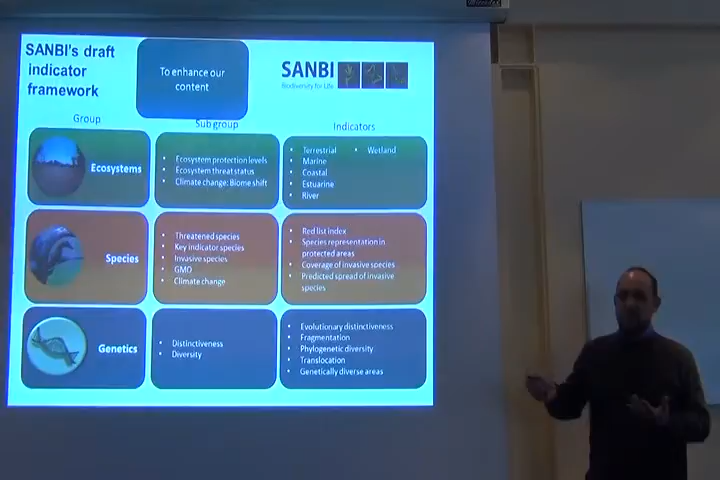 SANBI's draft
indicator
framework
To enhance our
content
SANBI
Biodiversity for Life
Group
Sub group
Indicators
Ecosystems
• Ecosystem protection levels
• Ecosystem threat status
• Climate change: Biome shift
• Terrestrial • Wetland
• Marine
• Coastal
• Estuarine
• River
Species
• Threatened species
• Key indicator species
• Invasive species
• GMO
• Climate change
• Red list index
• Species representation in
protected areas
• Coverage of invasive species
• Predicted spread of invasive
species
Genetics
• Distinctiveness
• Diversity
• Evolutionary distinctiveness
• Fragmentation
• Phylogenetic diversity
• Translocation
• Genetically diverse areas